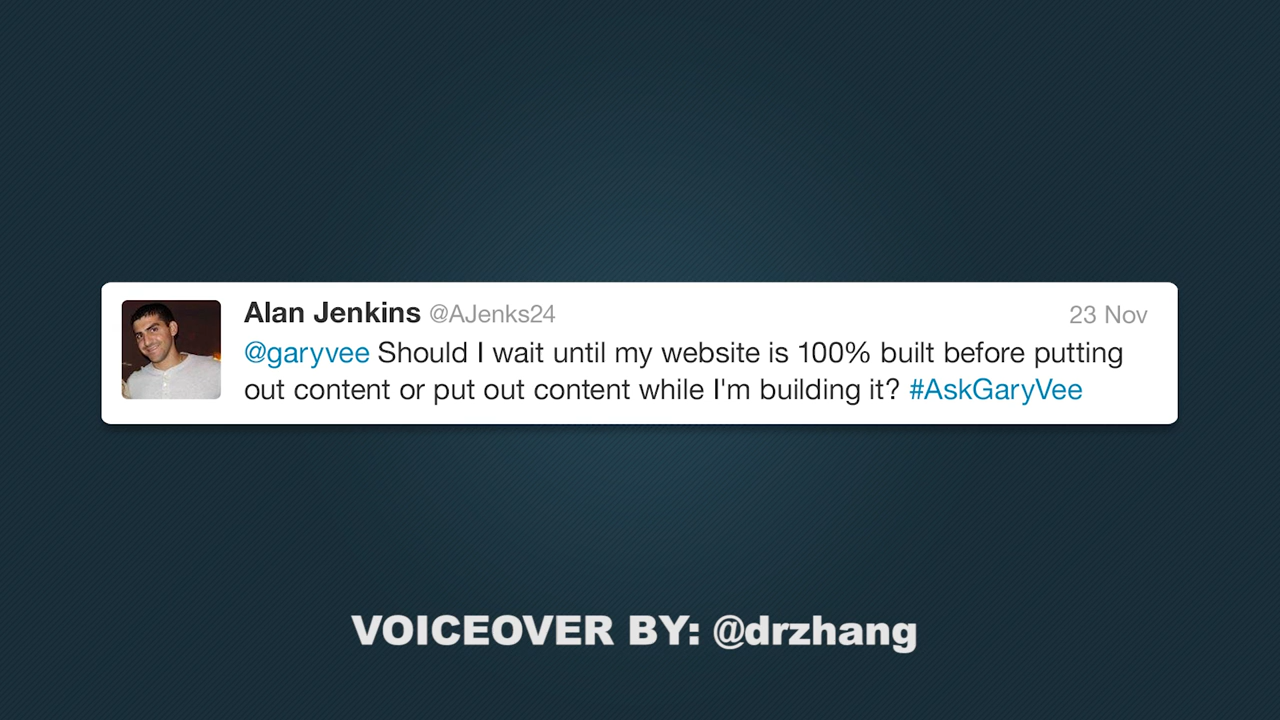 Alan Jenkins @AJenks24 23 Nov
@garyvee Should I wait until my website is 100% built before putting
out content or put out content while I'm building it? #AskGaryVee
VOICEOVER BY: @drzhang